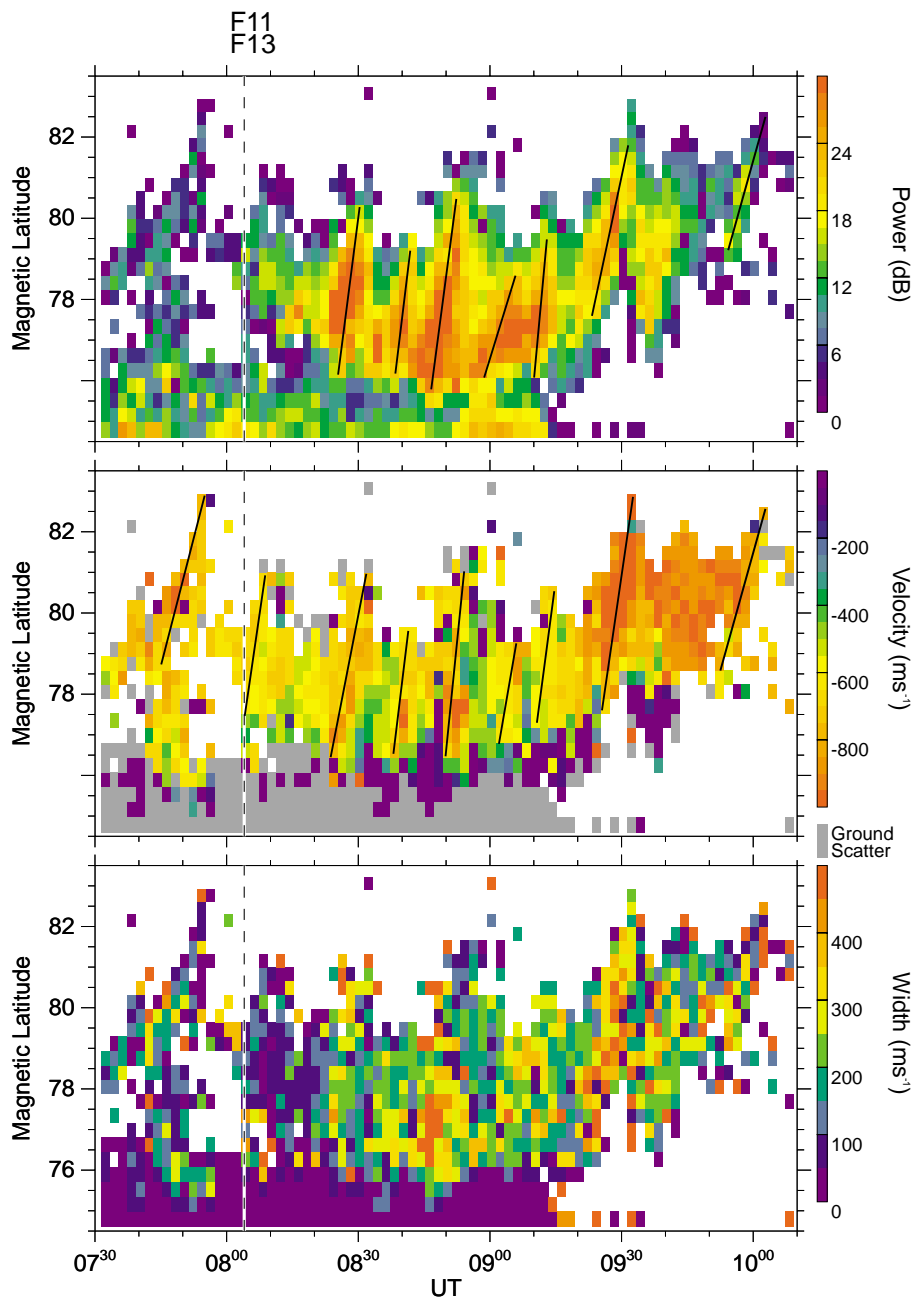 F11
F13
82
80
78
Magnetic Latitude
24
18
12
6
0
Power (dB)
82
80
78
Magnetic Latitude
-200
-400
-600
-800
Velocity (ms⁻¹)
Ground
Scatter
82
80
78
76
Magnetic Latitude
400
300
200
100
0
Width (ms⁻¹)
07³⁰ 08⁰⁰ 08³⁰ 09⁰⁰ 09³⁰ 10⁰⁰
UT